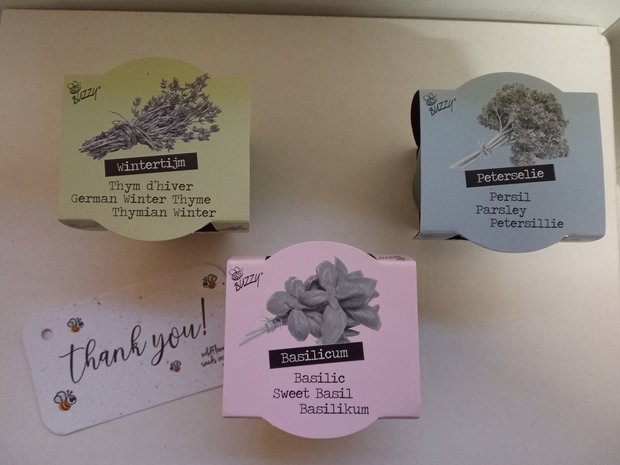 BUZZY
Wintertijm
Thym d'hiver
German Winter Thyme
Thymian Winter
BUZZY
Peterselie
Persil
Parsley
Petersillie
BUZZY
Basilicum
Basilic
Sweet Basil
Basilikum
thank you!